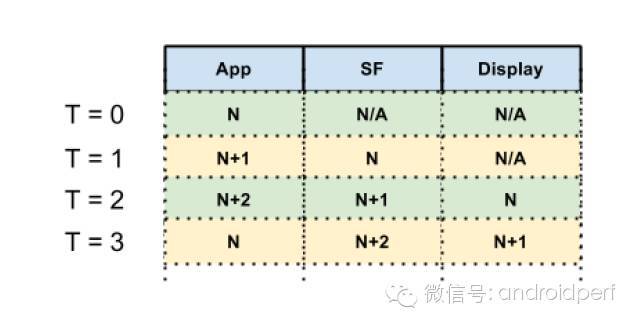 App SF Display
T = 0 N N/A N/A
T = 1 N+1 N N/A
T = 2 N+2 N+1 N
T = 3 N N+2 N+1
微信号: androidperf